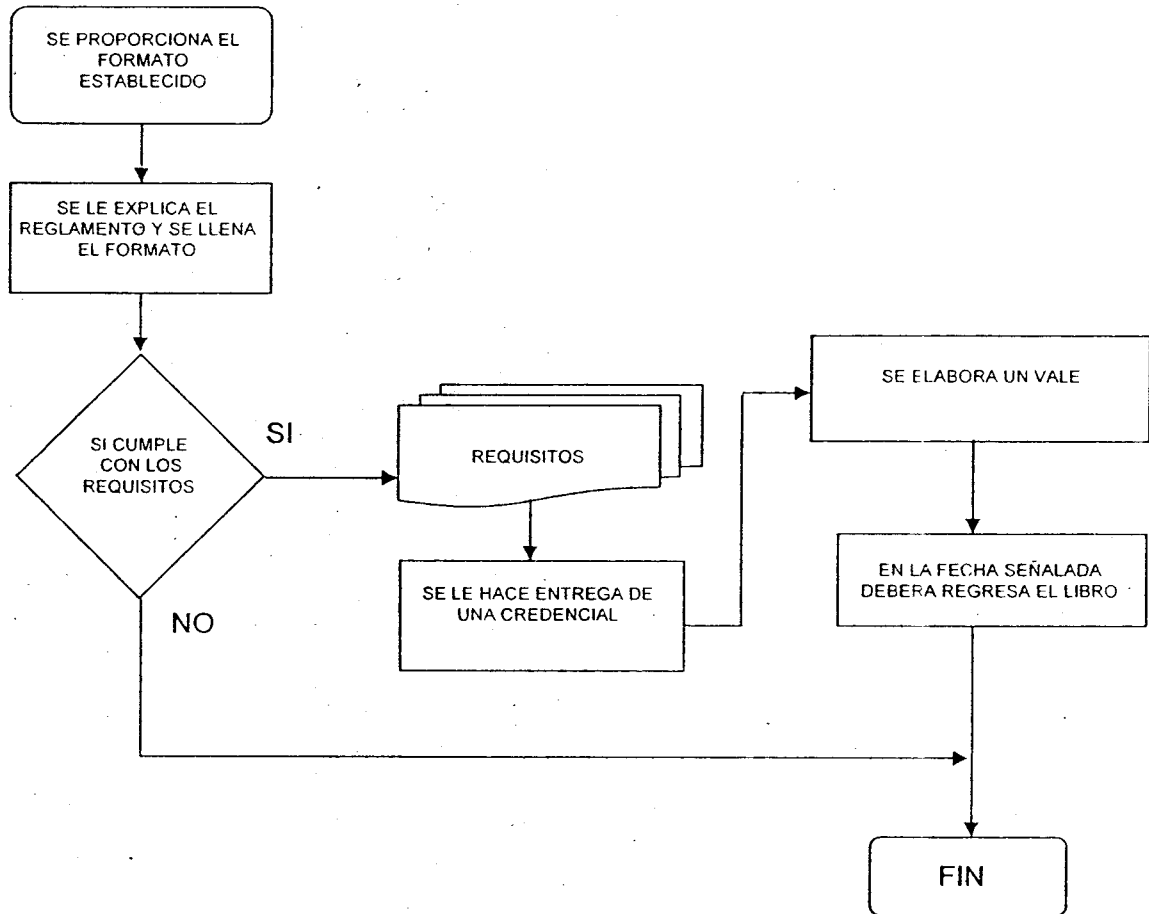 SE PROPORCIONA EL
FORMATO
ESTABLECIDO
SE LE EXPLICA EL
REGLAMENTO Y SE LLENA
EL FORMATO
SI CUMPLE
CON LOS
REQUISITOS
SI
NO
REQUISITOS
SE LE HACE ENTREGA DE
UNA CREDENCIAL
SE ELABORA UN VALE
EN LA FECHA SEÑALADA
DEBERA REGRESA EL LIBRO
FIN